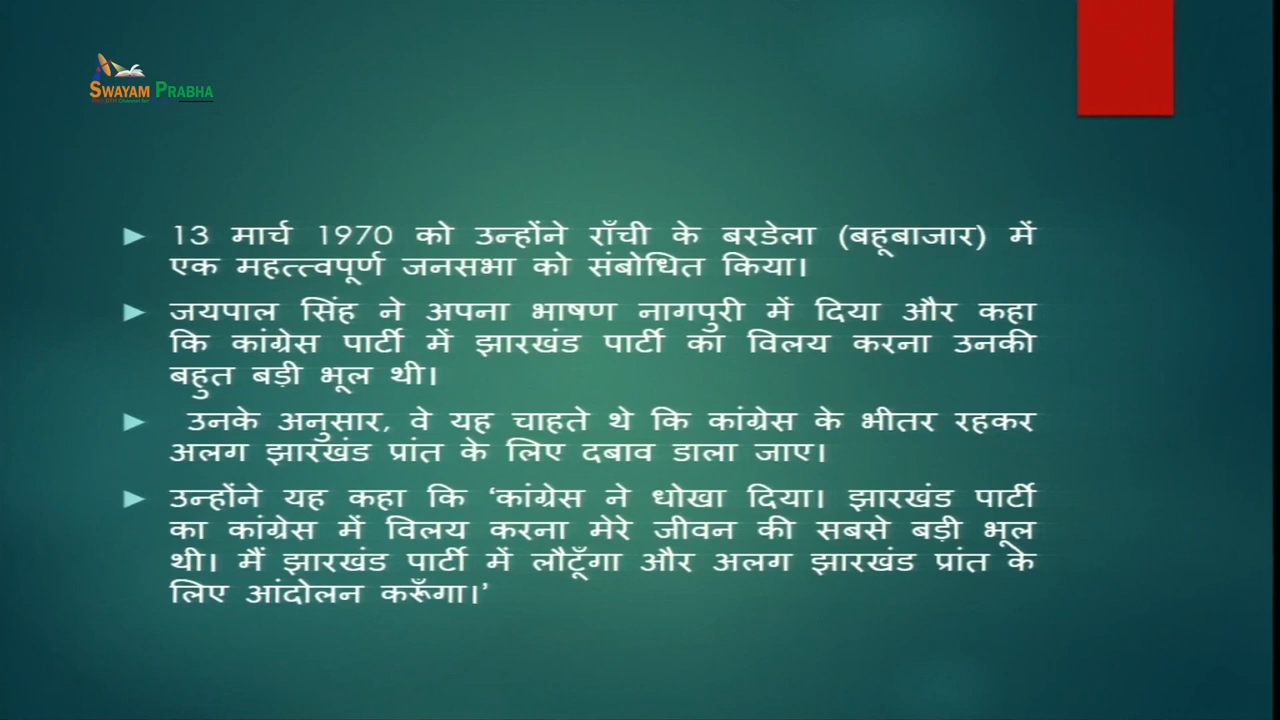 SWAYAM PRABHA
13 मार्च 1970 को उन्होंने राँची के बरडेला (बहूबाजार) में
एक महत्त्वपूर्ण जनसभा को संबोधित किया।
जयपाल सिंह ने अपना भाषण नागपुरी में दिया और कहा
कि कांग्रेस पार्टी में झारखंड पार्टी का विलय करना उनकी
बहुत बड़ी भूल थी।
उनके अनुसार, वे यह चाहते थे कि कांग्रेस के भीतर रहकर
अलग झारखंड प्रांत के लिए दबाव डाला जाए।
उन्होंने यह कहा कि ‘कांग्रेस ने धोखा दिया। झारखंड पार्टी
का कांग्रेस में विलय करना मेरे जीवन की सबसे बड़ी भूल
थी। मैं झारखंड पार्टी में लौटूँगा और अलग झारखंड प्रांत के
लिए आंदोलन करूँगा।’